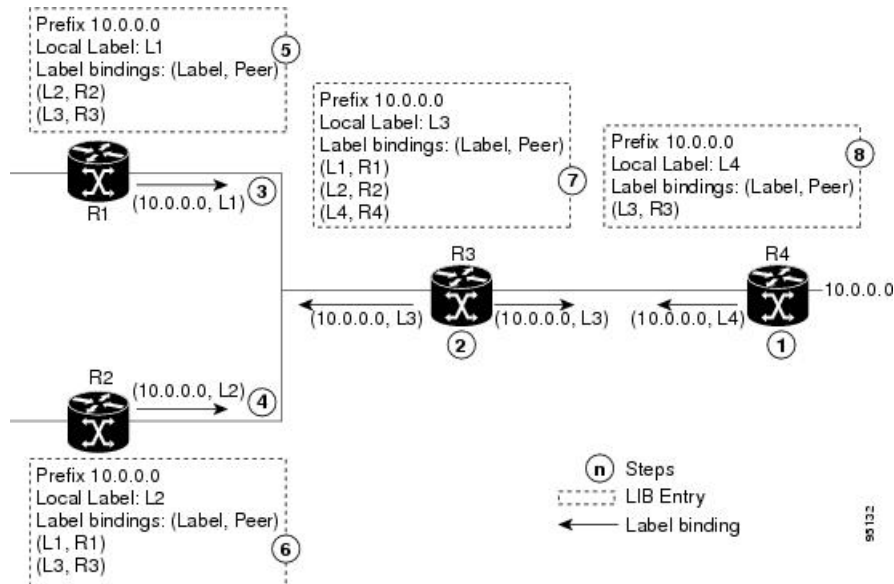 Prefix 10.0.0.0
Local Label: L1
Label bindings: (Label, Peer)
(L2, R2)
(L3, R3)
5
R1
(10.0.0.0, L1)
3
Prefix 10.0.0.0
Local Label: L3
Label bindings: (Label, Peer)
(L1, R1)
(L2, R2)
(L4, R4)
7
Prefix 10.0.0.0
Local Label: L4
Label bindings: (Label, Peer)
(L3, R3)
8
R3
(10.0.0.0, L3)
(10.0.0.0, L3)
2
R4
10.0.0.0
(10.0.0.0, L4)
1
R2
(10.0.0.0, L2)
4
Prefix 10.0.0.0
Local Label: L2
Label bindings: (Label, Peer)
(L1, R1)
(L3, R3)
6
n Steps
LIB Entry
Label binding
95132